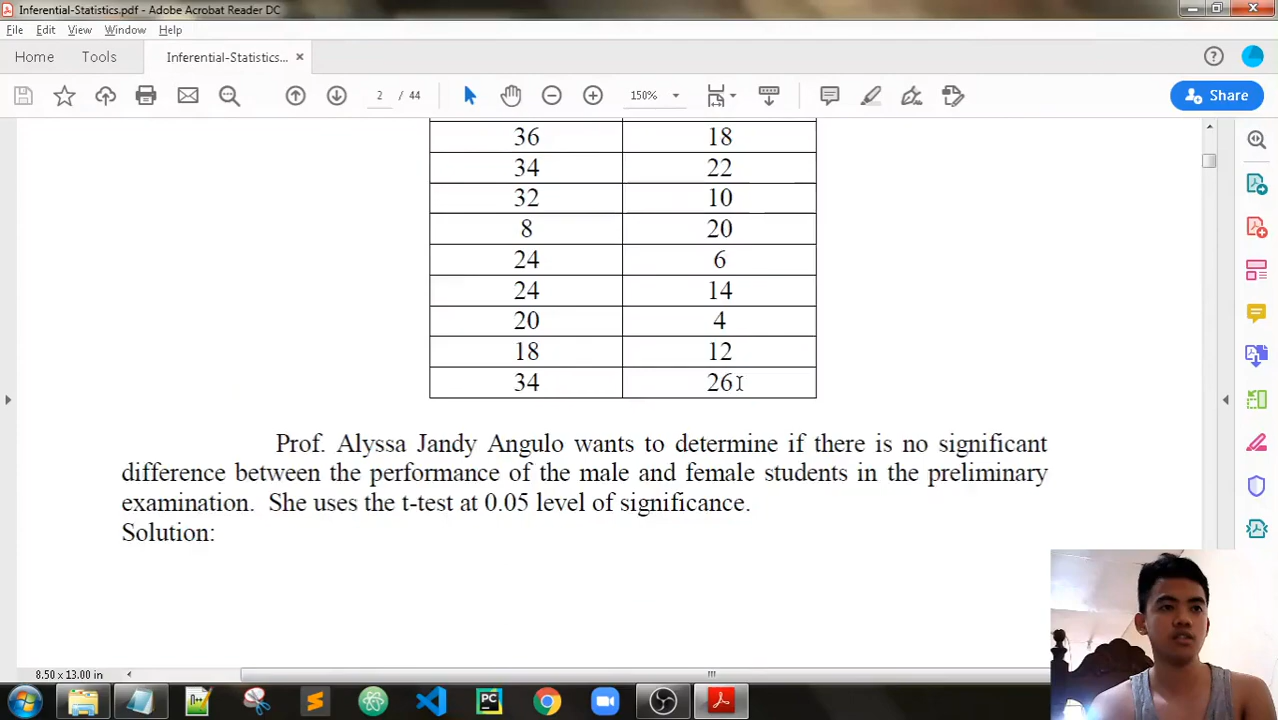 Inferential-Statistics.pdf - Adobe Acrobat Reader DC
File Edit View Window Help
Home Tools Inferential-Statistics... ×
2 / 44 150% Share
36 18
34 22
32 10
8 20
24 6
24 14
20 4
18 12
34 26
Prof. Alyssa Jandy Angulo wants to determine if there is no significant
difference between the performance of the male and female students in the preliminary
examination. She uses the t-test at 0.05 level of significance.
Solution:
8.50 x 13.00 in
PC